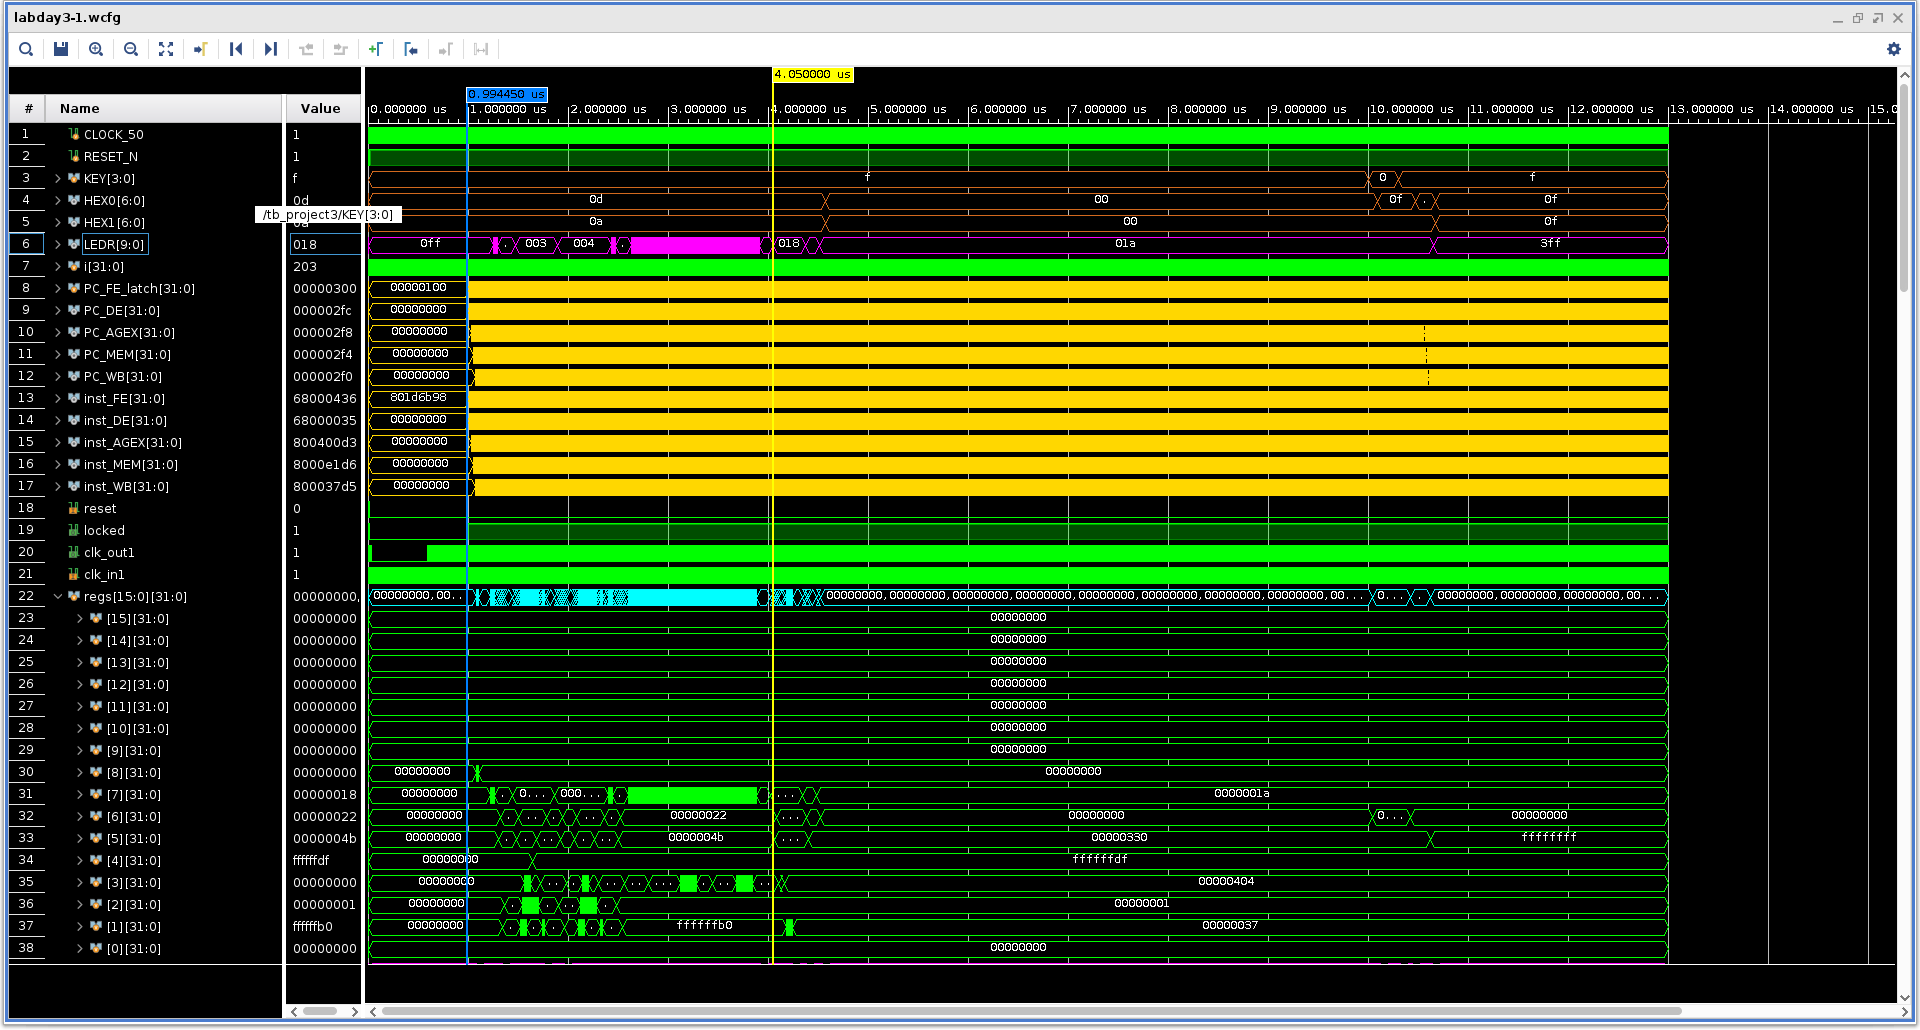 labday3-1.wcfg
4.050000 us
0.994450 us
# Name Value
0.000000 us 1.000000 us 2.000000 us 3.000000 us 4.000000 us 5.000000 us 6.000000 us 7.000000 us 8.000000 us 9.000000 us 10.000000 us 11.000000 us 12.000000 us 13.000000 us 14.000000 us 15.0
1 CLOCK_50 1
2 RESET_N 1
3 KEY[3:0] f f 0 f
4 HEX0[6:0] 0d 0d 00 0f . 0f
/tb_project3/KEY[3:0]
5 HEX1[6:0] 0a 0a 00 0f
6 LEDR[9:0] 018 0ff . 003 004 . 018 01a 3ff
7 i[31:0] 203
8 PC_FE_latch[31:0] 00000300 00000100
9 PC_DE[31:0] 000002fc 00000000
10 PC_AGEX[31:0] 000002f8 00000000
11 PC_MEM[31:0] 000002f4 00000000
12 PC_WB[31:0] 000002f0 00000000
13 inst_FE[31:0] 68000436 801d6b98
14 inst_DE[31:0] 68000035 00000000
15 inst_AGEX[31:0] 800400d3 00000000
16 inst_MEM[31:0] 8000e1d6 00000000
17 inst_WB[31:0] 800037d5 00000000
18 reset 0
19 locked 1
20 clk_out1 1
21 clk_in1 1
22 regs[15:0][31:0] 00000000, 00000000,00... 00000000,00000000,00000000,00000000,00000000,00000000,00000000,00... 0... . 00000000,00000000,00000000,00...
23 [15][31:0] 00000000 00000000
24 [14][31:0] 00000000 00000000
25 [13][31:0] 00000000 00000000
26 [12][31:0] 00000000 00000000
27 [11][31:0] 00000000 00000000
28 [10][31:0] 00000000 00000000
29 [9][31:0] 00000000 00000000
30 [8][31:0] 00000000 00000000 00000000
31 [7][31:0] 00000018 00000000 . 0... 000... . ... 0000001a
32 [6][31:0] 00000022 00000000 . . . . . 00000022 ... . 00000000 0... 00000000
33 [5][31:0] 0000004b 00000000 . . . . . 0000004b ... 00000330 ffffffff
34 [4][31:0] ffffffdf 00000000 ffffffdf
35 [3][31:0] 00000000 00000000 ... . ... ... ... . ... 00000404
36 [2][31:0] 00000001 00000000 . . .. . 00000001
37 [1][31:0] ffffffb0 00000000 . . . . . ffffffb0 00000037
38 [0][31:0] 00000000 00000000